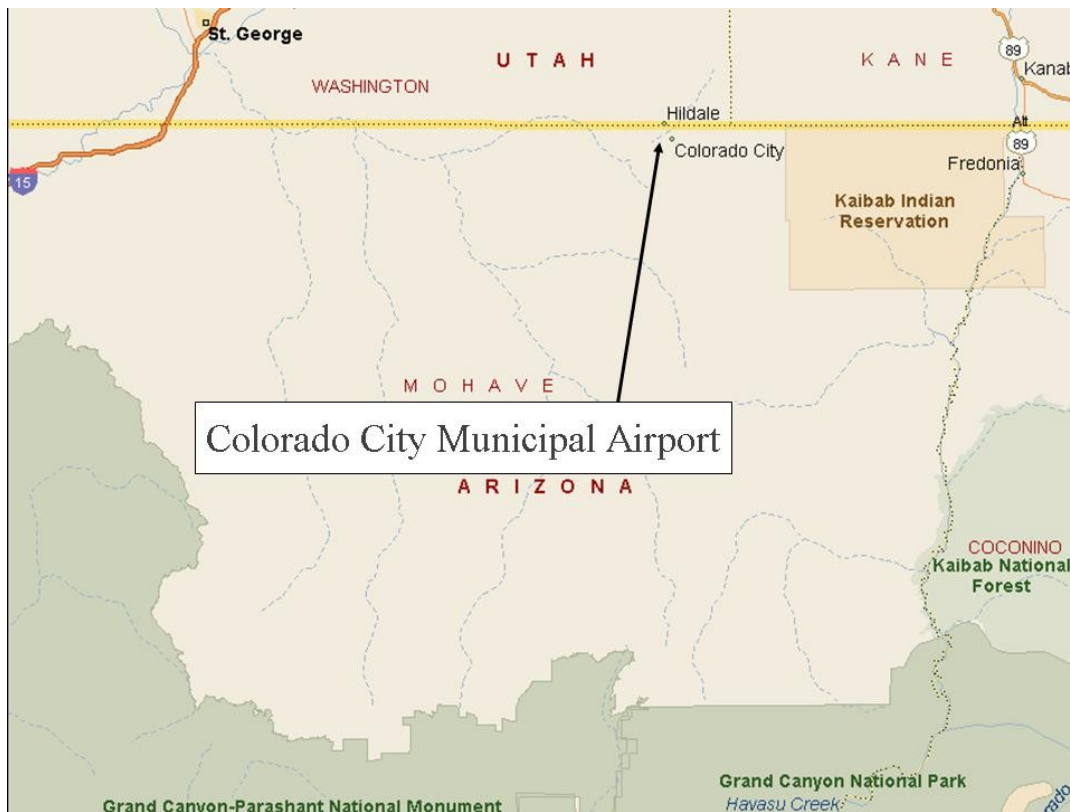 St. George
UTAH
KANE
89
Kanab
WASHINGTON
Hildale
Alt
89
Colorado City
Fredonia
15
Kaibab Indian
Reservation
MOHAVE
Colorado City Municipal Airport
ARIZONA
COCONINO
Kaibab National
Forest
Grand Canyon National Park
Grand Canyon-Parashant National Monument
Havasu Creek